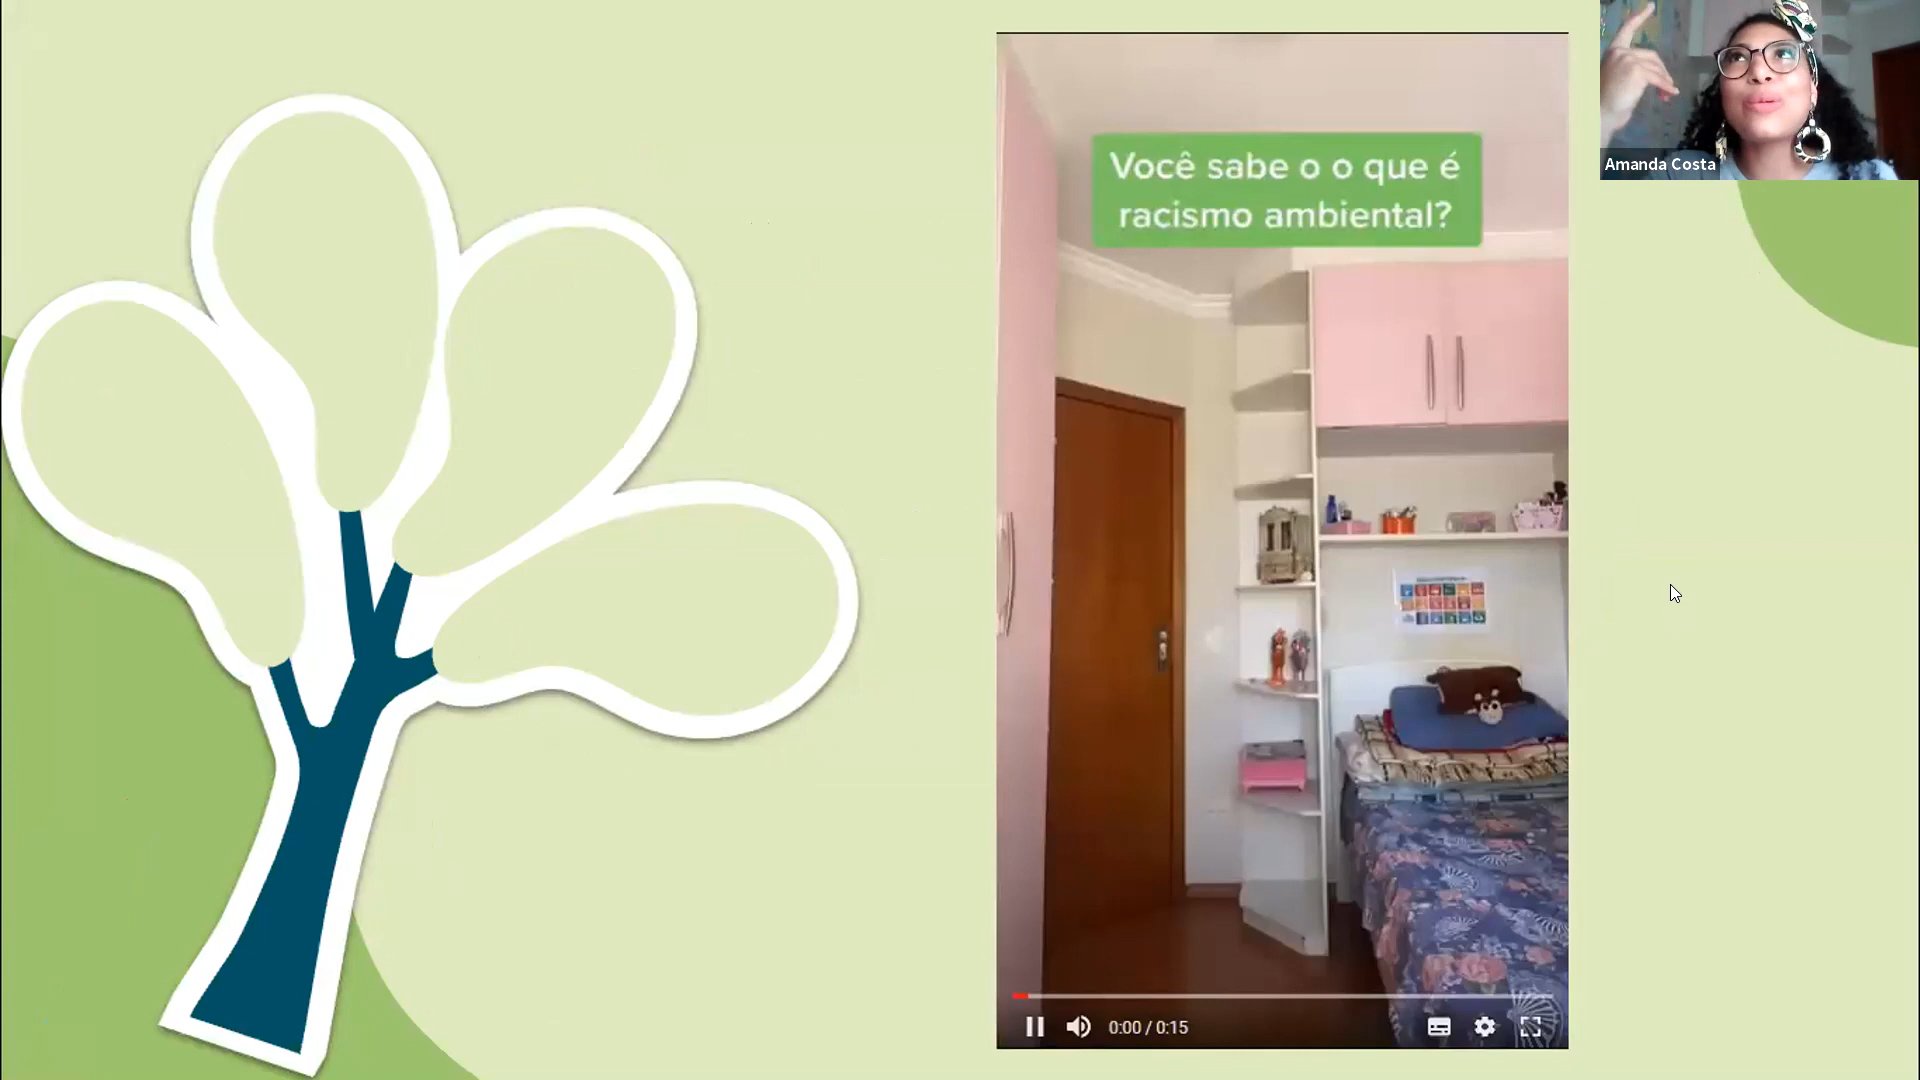 Você sabe o o que é
racismo ambiental?
Amanda Costa
0:00 / 0:15